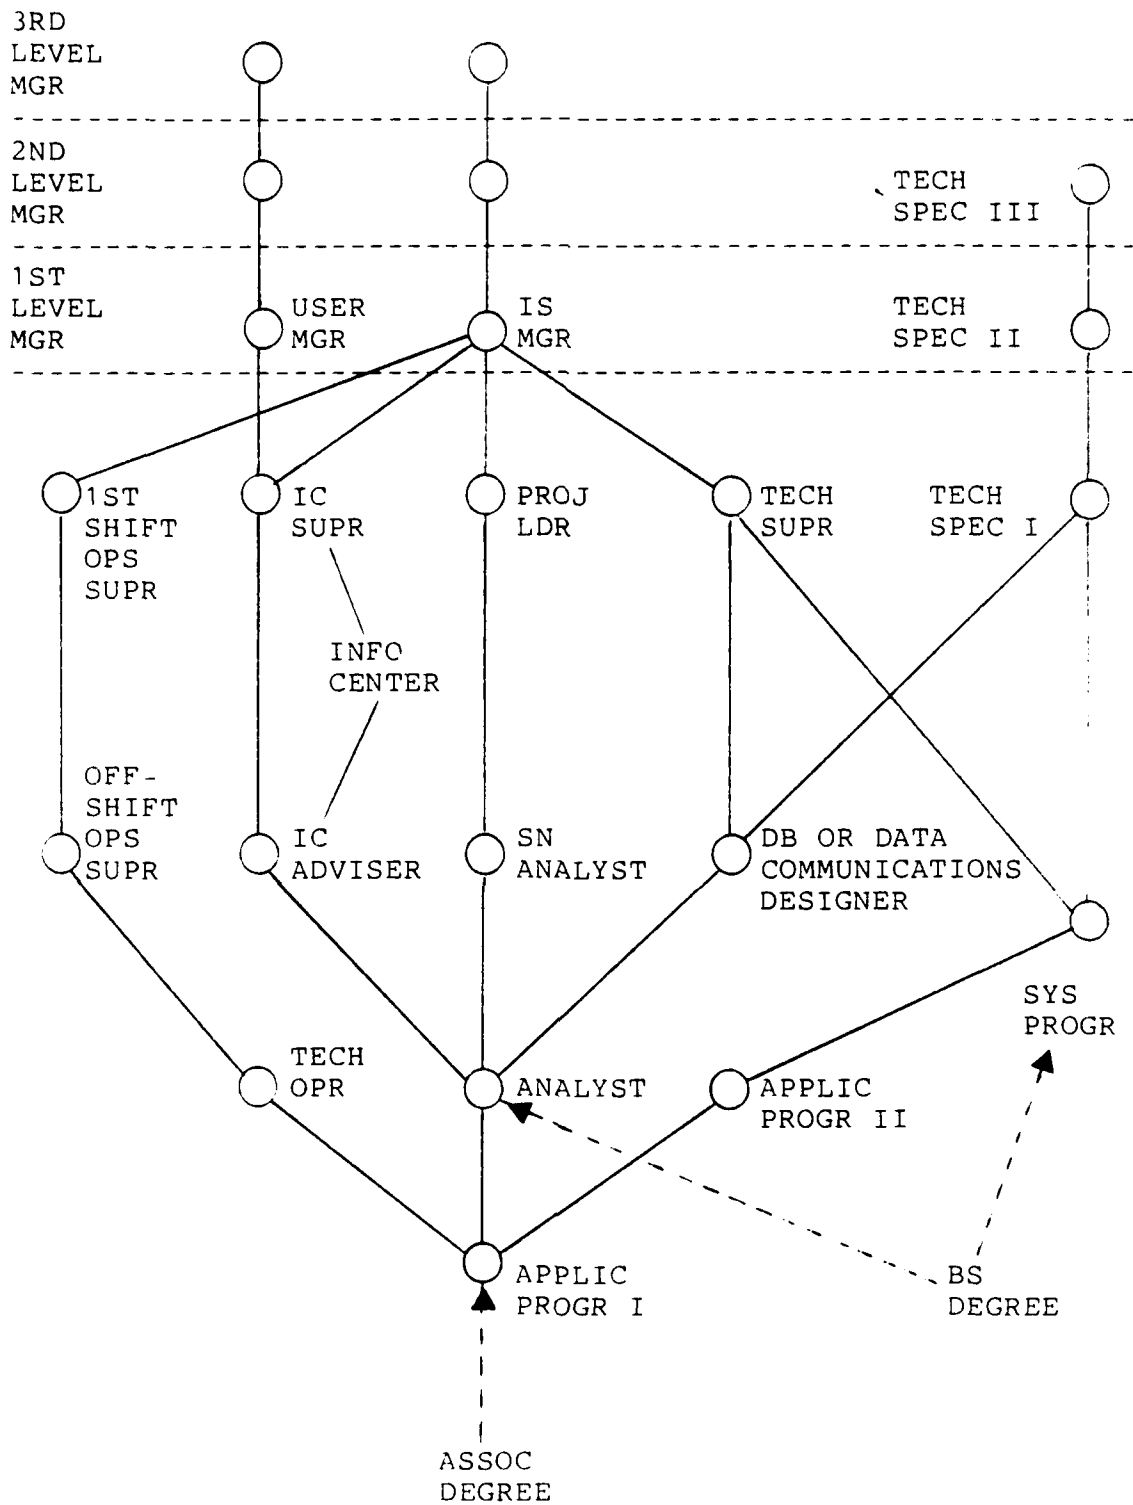 3RD
LEVEL
MGR
2ND
LEVEL
MGR
TECH
SPEC III
1ST
LEVEL
MGR
USER
MGR
IS
MGR
TECH
SPEC II
1ST
SHIFT
OPS
SUPR
IC
SUPR
PROJ
LDR
TECH
SUPR
TECH
SPEC I
INFO
CENTER
OFF-
SHIFT
OPS
SUPR
IC
ADVISER
SN
ANALYST
DB OR DATA
COMMUNICATIONS
DESIGNER
SYS
PROGR
TECH
OPR
ANALYST
APPLIC
PROGR II
APPLIC
PROGR I
BS
DEGREE
ASSOC
DEGREE